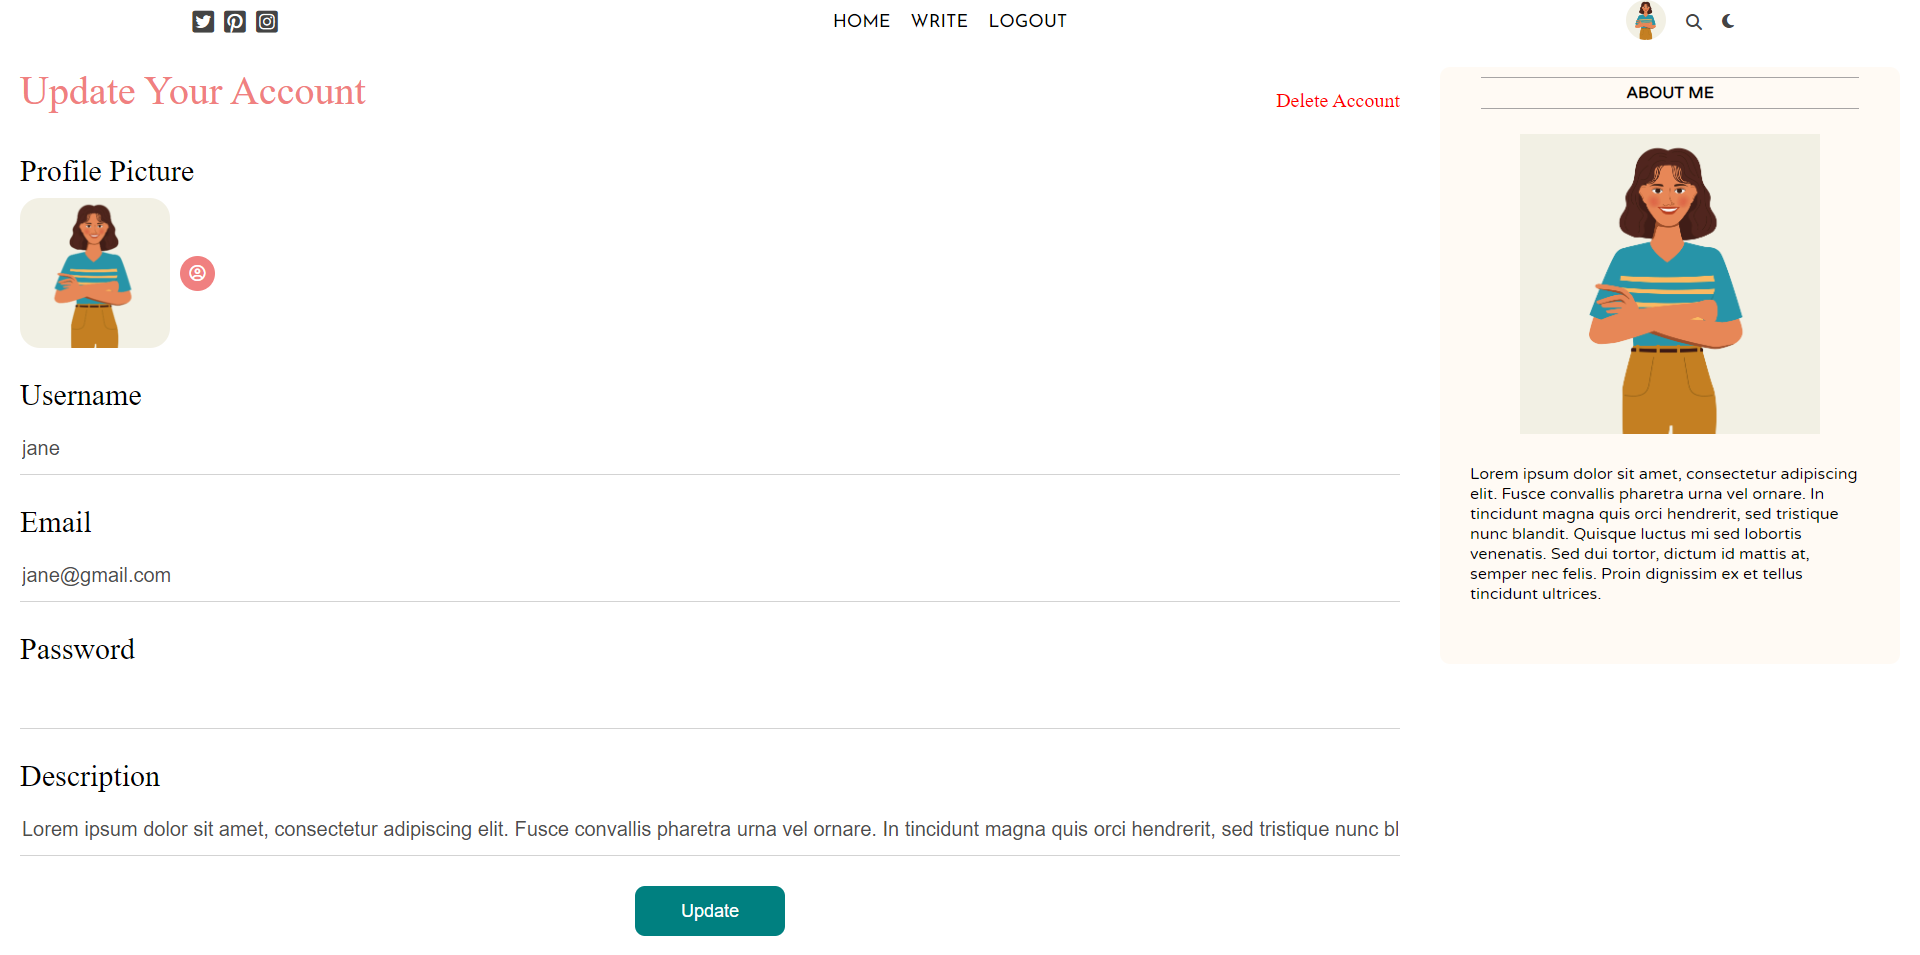 HOME WRITE LOGOUT
Update Your Account
Delete Account
Profile Picture
Username
jane
Email
jane@gmail.com
Password
Description
Lorem ipsum dolor sit amet, consectetur adipiscing elit. Fusce convallis pharetra urna vel ornare. In tincidunt magna quis orci hendrerit, sed tristique nunc bl
Update
ABOUT ME
Lorem ipsum dolor sit amet, consectetur adipiscing
elit. Fusce convallis pharetra urna vel ornare. In
tincidunt magna quis orci hendrerit, sed tristique
nunc blandit. Quisque luctus mi sed lobortis
venenatis. Sed dui tortor, dictum id mattis at,
semper nec felis. Proin dignissim ex et tellus
tincidunt ultrices.